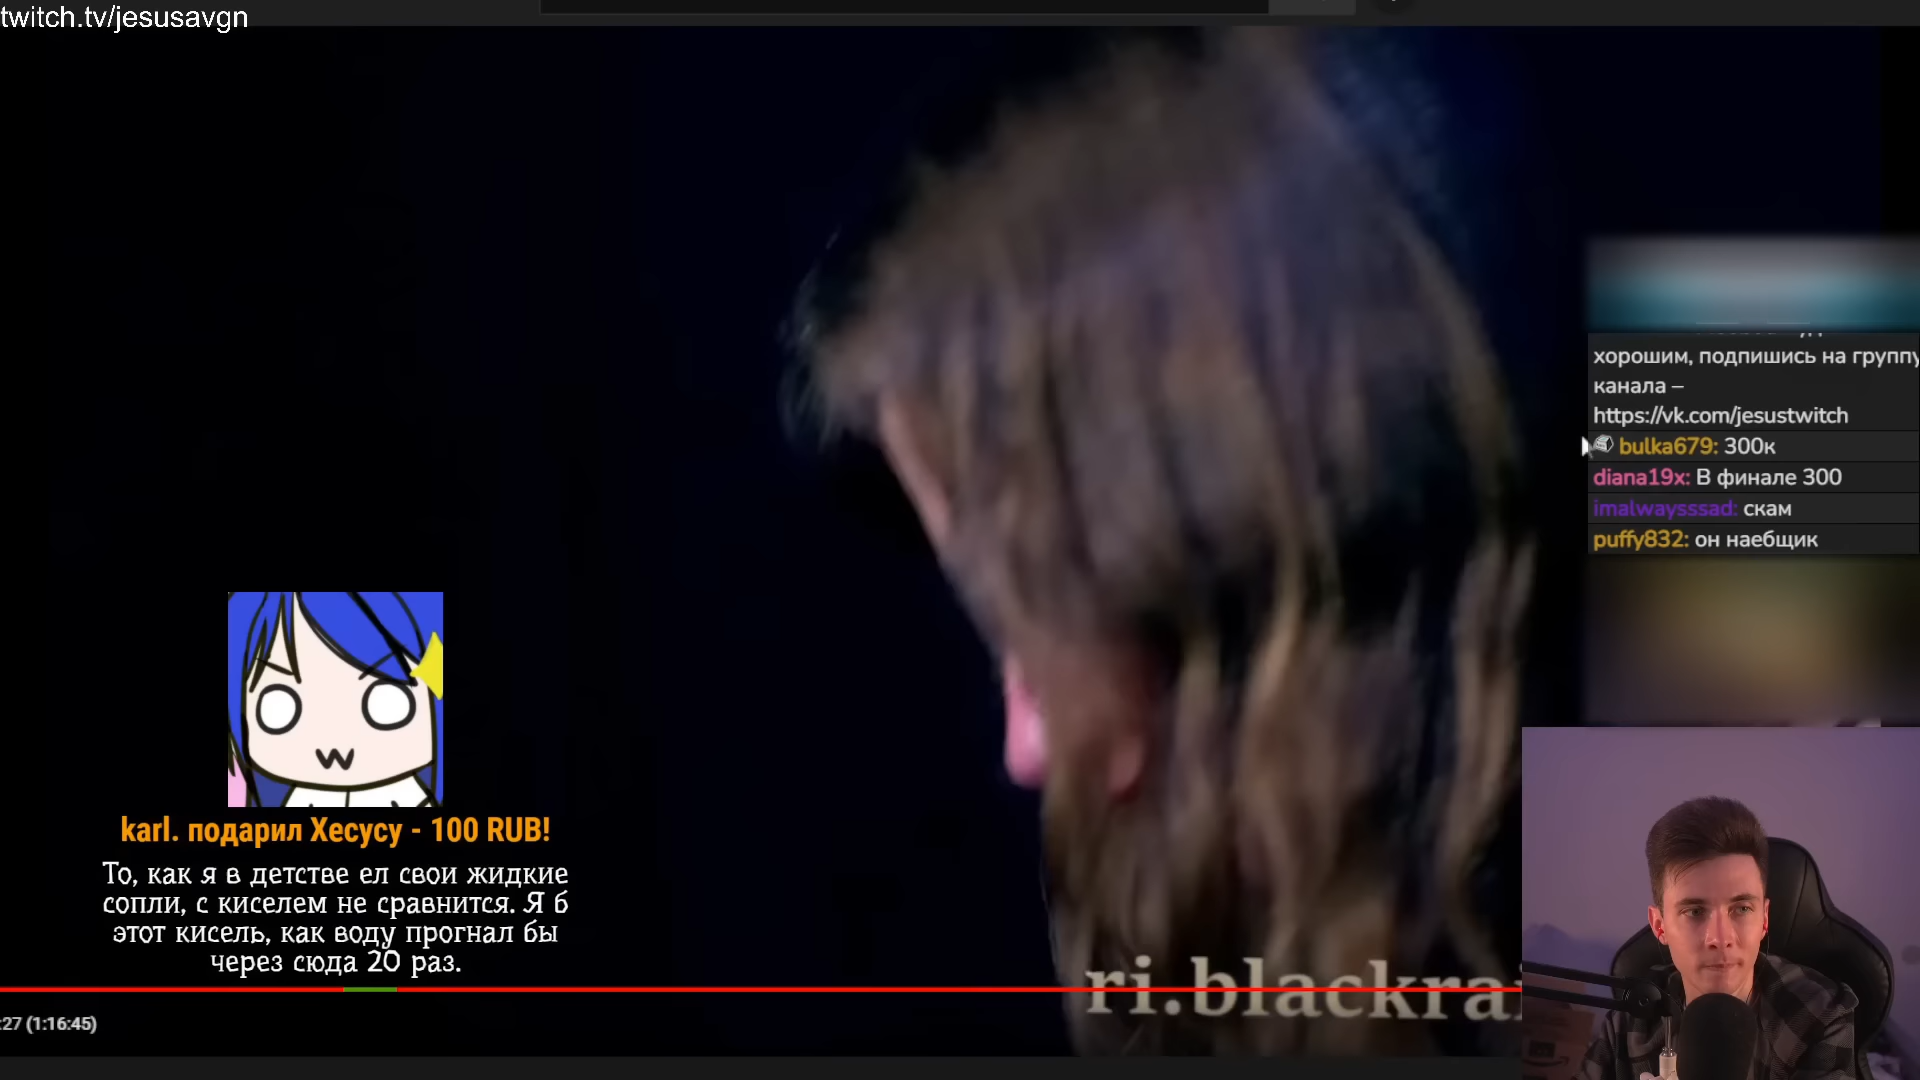 twitch.tv/jesusavgn
хорошим, подпишись на группу
канала –
https://vk.com/jesustwitch
bulka679: 300к
diana19x: В финале 300
imalwaysssad: скам
puffy832: он наебщик
karl. подарил Хесусу - 100 RUB!
То, как я в детстве ел свои жидкие
сопли, с киселем не сравнится. Я б
этот кисель, как воду прогнал бы
через сюда 20 раз.
ri.blackra
:27 (1:16:45)